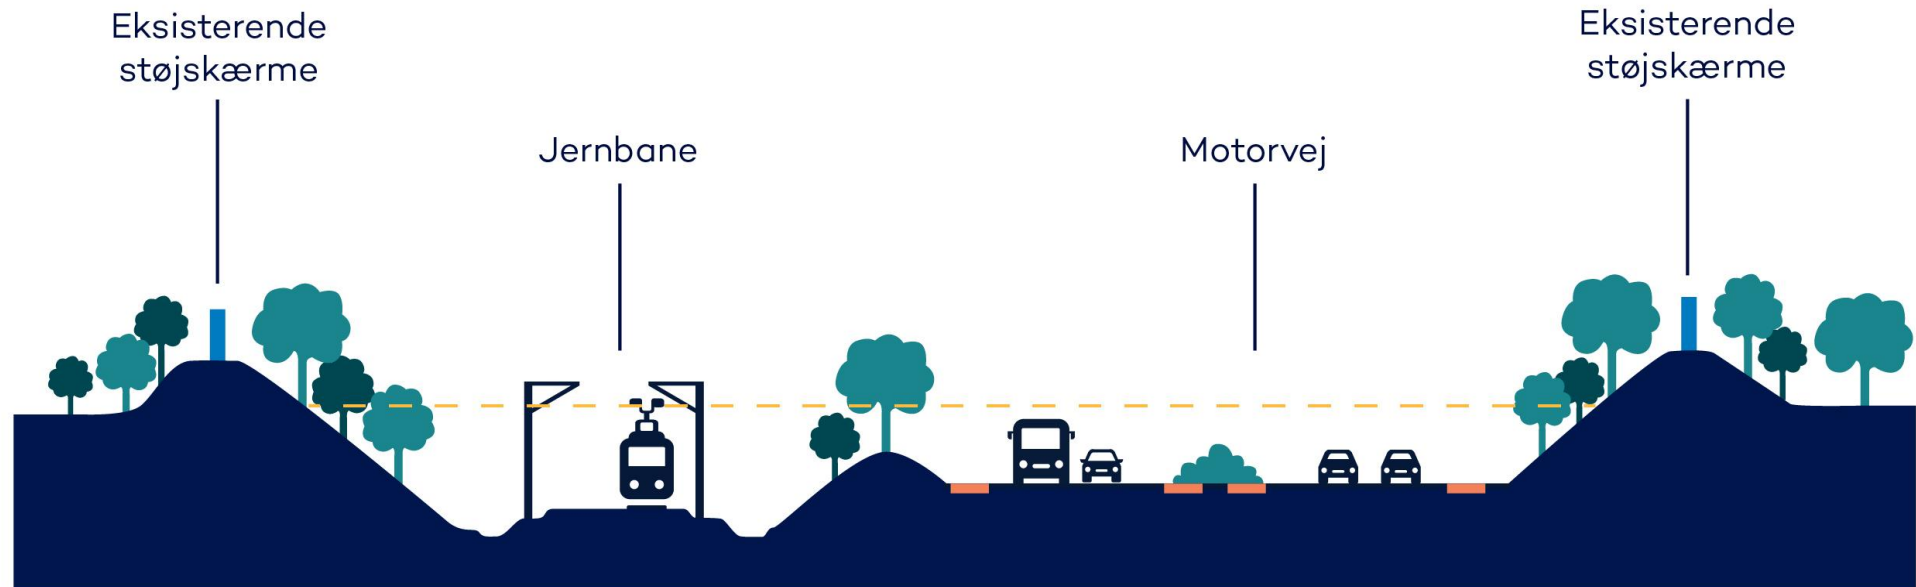 Eksisterende
støjskærme
Jernbane
Motorvej
Eksisterende
støjskærme